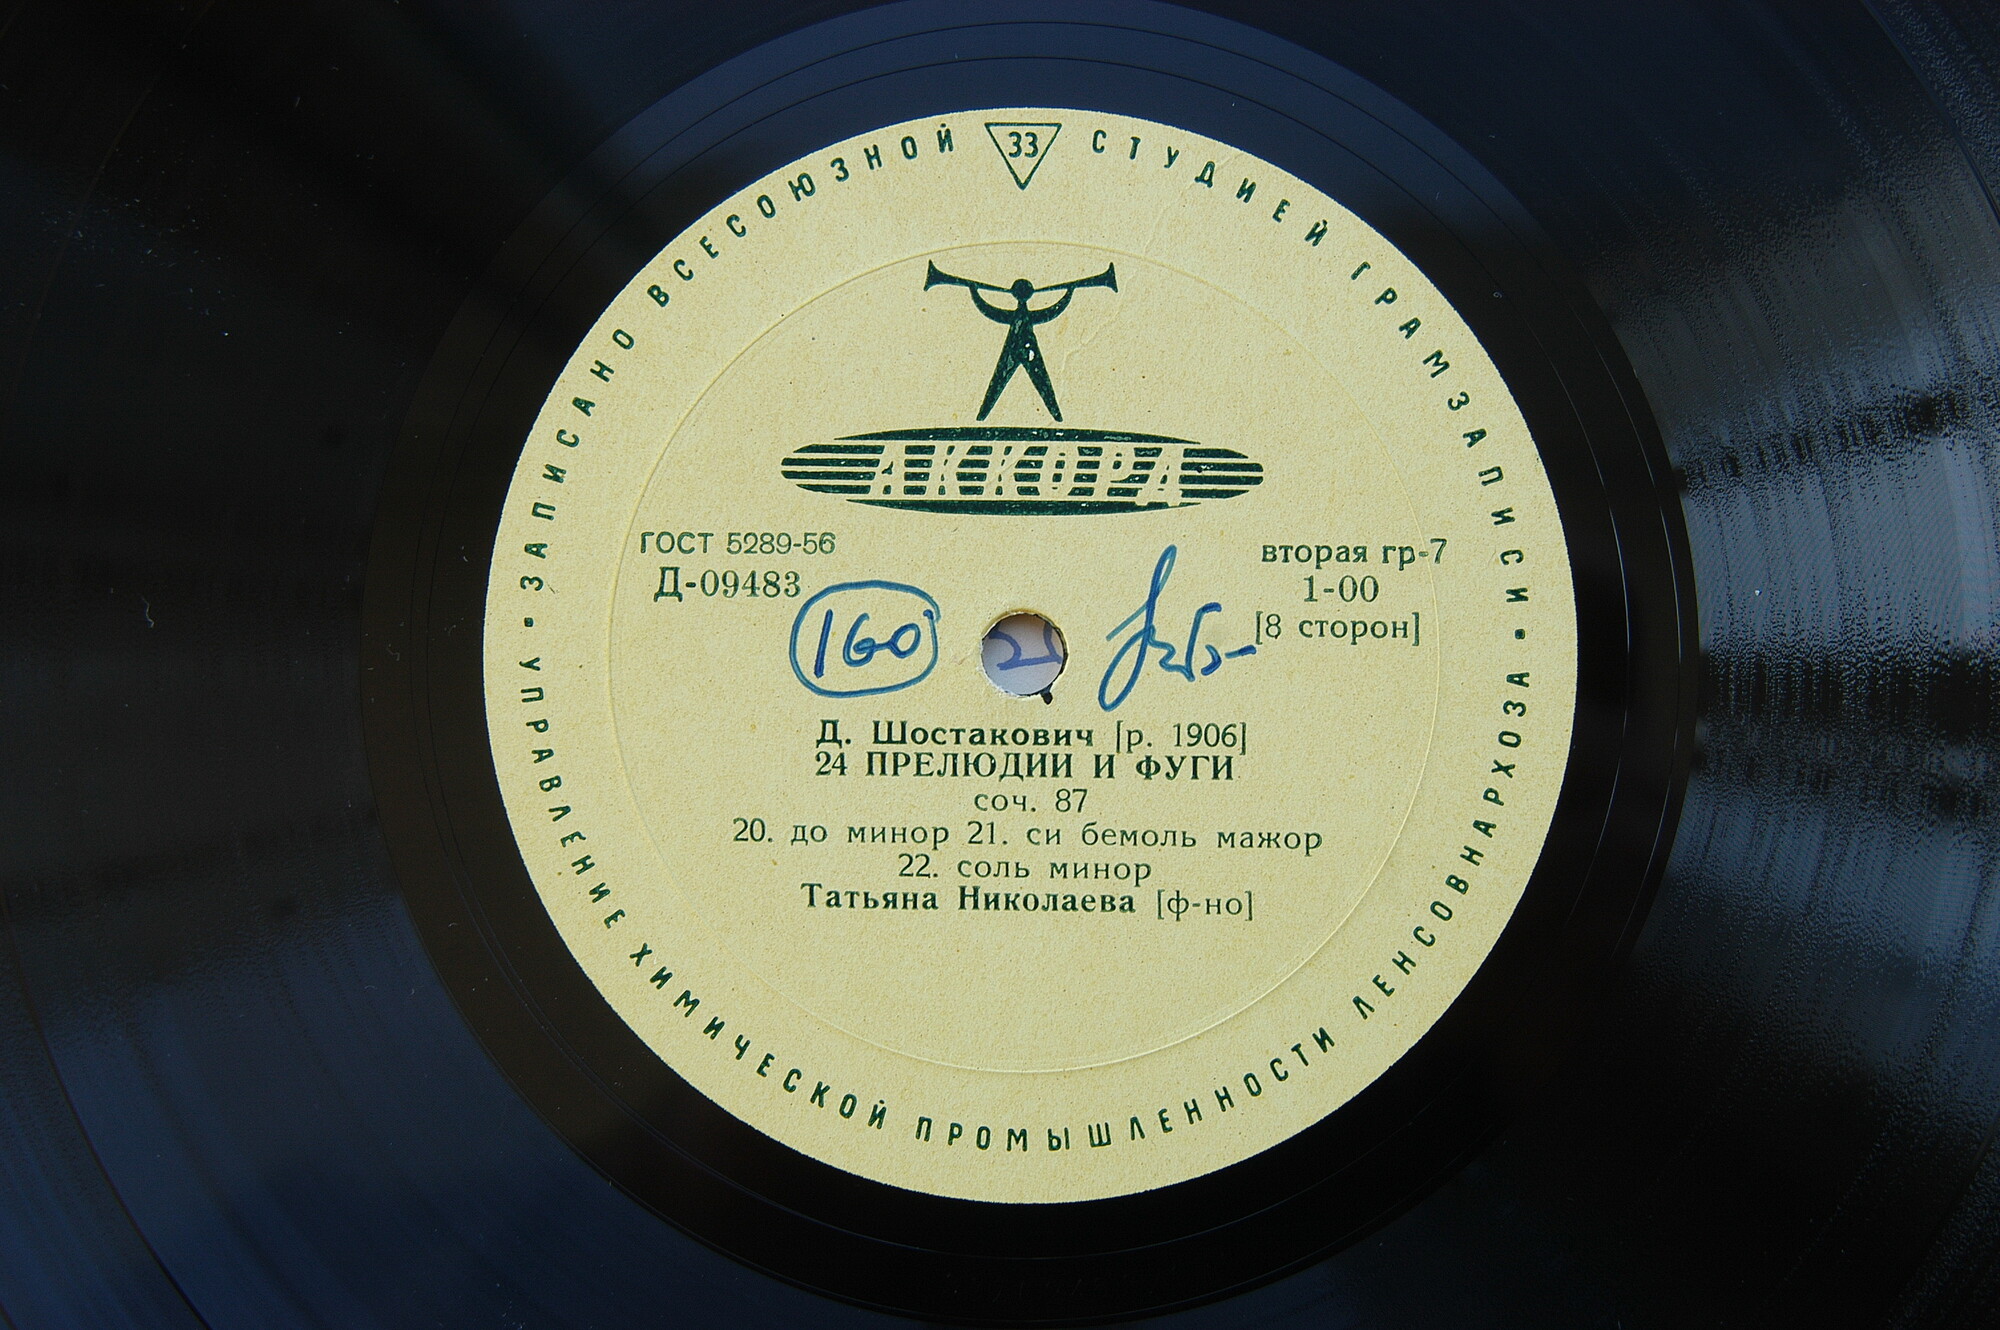 ЗАПИСАНО ВСЕСОЮЗНОЙ 33 СТУДИЕЙ ГРАМЗАПИСИ
АККОРД
ГОСТ 5289-56
Д-09483
вторая гр-7
1-00
[8 сторон]
160
Д. Шостакович [р. 1906]
24 ПРЕЛЮДИИ И ФУГИ
соч. 87
20. до минор 21. си бемоль мажор
22. соль минор
Татьяна Николаева [ф-но]
УПРАВЛЕНИЕ ХИМИЧЕСКОЙ ПРОМЫШЛЕННОСТИ ЛЕНСОВНАРХОЗА